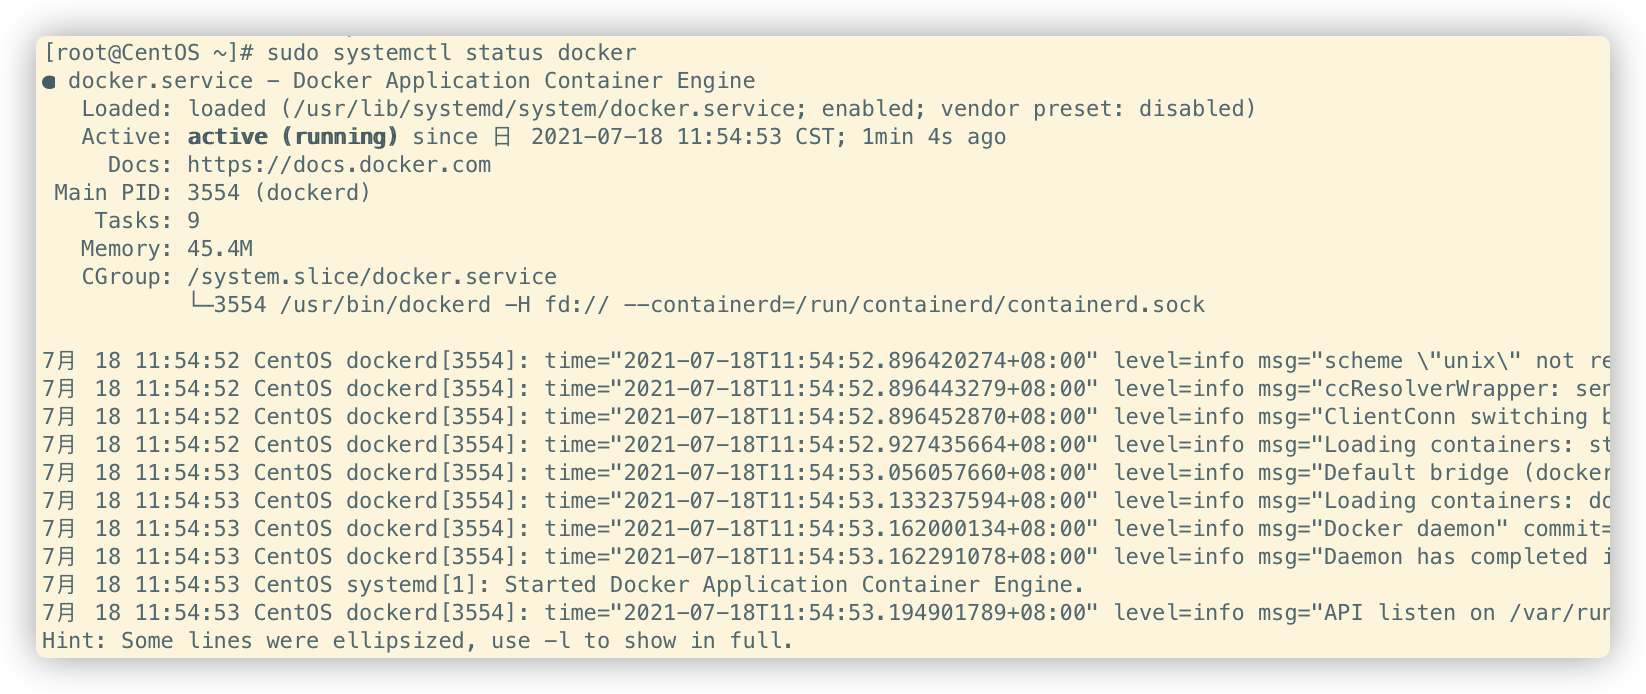 [root@CentOS ~]# sudo systemctl status docker
● docker.service - Docker Application Container Engine
   Loaded: loaded (/usr/lib/systemd/system/docker.service; enabled; vendor preset: disabled)
   Active: active (running) since 日 2021-07-18 11:54:53 CST; 1min 4s ago
     Docs: https://docs.docker.com
 Main PID: 3554 (dockerd)
    Tasks: 9
   Memory: 45.4M
   CGroup: /system.slice/docker.service
           └─3554 /usr/bin/dockerd -H fd:// --containerd=/run/containerd/containerd.sock

7月 18 11:54:52 CentOS dockerd[3554]: time="2021-07-18T11:54:52.896420274+08:00" level=info msg="scheme \"unix\" not re
7月 18 11:54:52 CentOS dockerd[3554]: time="2021-07-18T11:54:52.896443279+08:00" level=info msg="ccResolverWrapper: sen
7月 18 11:54:52 CentOS dockerd[3554]: time="2021-07-18T11:54:52.896452870+08:00" level=info msg="ClientConn switching b
7月 18 11:54:52 CentOS dockerd[3554]: time="2021-07-18T11:54:52.927435664+08:00" level=info msg="Loading containers: st
7月 18 11:54:53 CentOS dockerd[3554]: time="2021-07-18T11:54:53.056057660+08:00" level=info msg="Default bridge (docker
7月 18 11:54:53 CentOS dockerd[3554]: time="2021-07-18T11:54:53.133237594+08:00" level=info msg="Loading containers: do
7月 18 11:54:53 CentOS dockerd[3554]: time="2021-07-18T11:54:53.162000134+08:00" level=info msg="Docker daemon" commit=
7月 18 11:54:53 CentOS dockerd[3554]: time="2021-07-18T11:54:53.162291078+08:00" level=info msg="Daemon has completed i
7月 18 11:54:53 CentOS systemd[1]: Started Docker Application Container Engine.
7月 18 11:54:53 CentOS dockerd[3554]: time="2021-07-18T11:54:53.194901789+08:00" level=info msg="API listen on /var/run
Hint: Some lines were ellipsized, use -l to show in full.